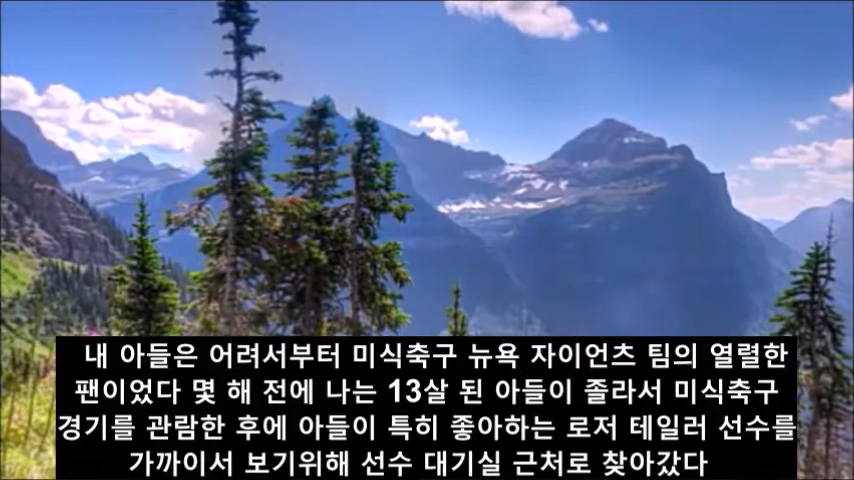 내 아들은 어려서부터 미식축구 뉴욕 자이언츠 팀의 열렬한
팬이었다 몇 해 전에 나는 13살 된 아들이 졸라서 미식축구
경기를 관람한 후에 아들이 특히 좋아하는 로저 테일러 선수를
가까이서 보기위해 선수 대기실 근처로 찾아갔다